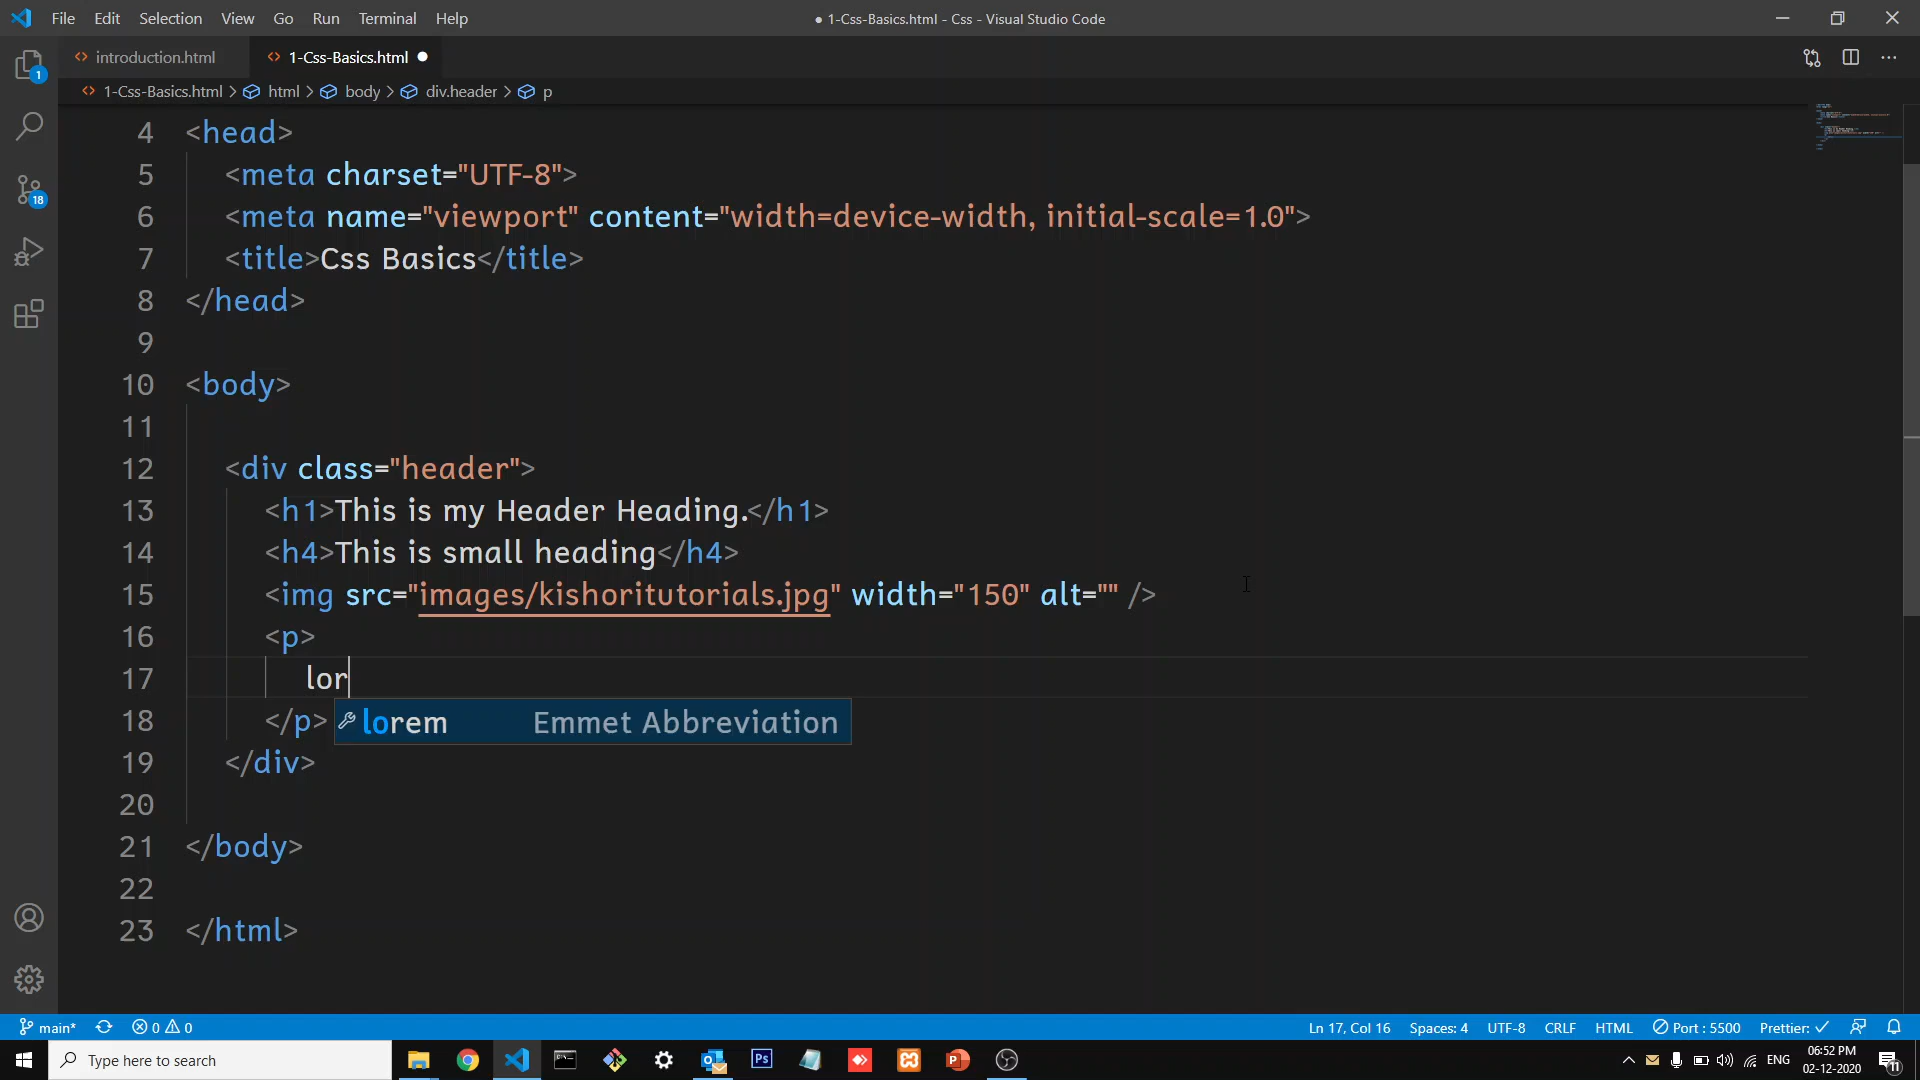 File Edit Selection View Go Run Terminal Help ● 1-Css-Basics.html - Css - Visual Studio Code
introduction.html 1-Css-Basics.html
1
1-Css-Basics.html > html > body > div.header > p
4 <head>
5 <meta charset="UTF-8">
6 <meta name="viewport" content="width=device-width, initial-scale=1.0">
18
7 <title>Css Basics</title>
8 </head>
9
10 <body>
11
12 <div class="header">
13 <h1>This is my Header Heading.</h1>
14 <h4>This is small heading</h4>
15 <img src="images/kishoritutorials.jpg" width="150" alt="" />
16 <p>
17 lor
18 </p> lorem Emmet Abbreviation
19 </div>
20
21 </body>
22
23 </html>
main* 0 0 Ln 17, Col 16 Spaces: 4 UTF-8 CRLF HTML Port : 5500 Prettier: ✓
Type here to search Ps ENG 06:52 PM
02-12-2020 11